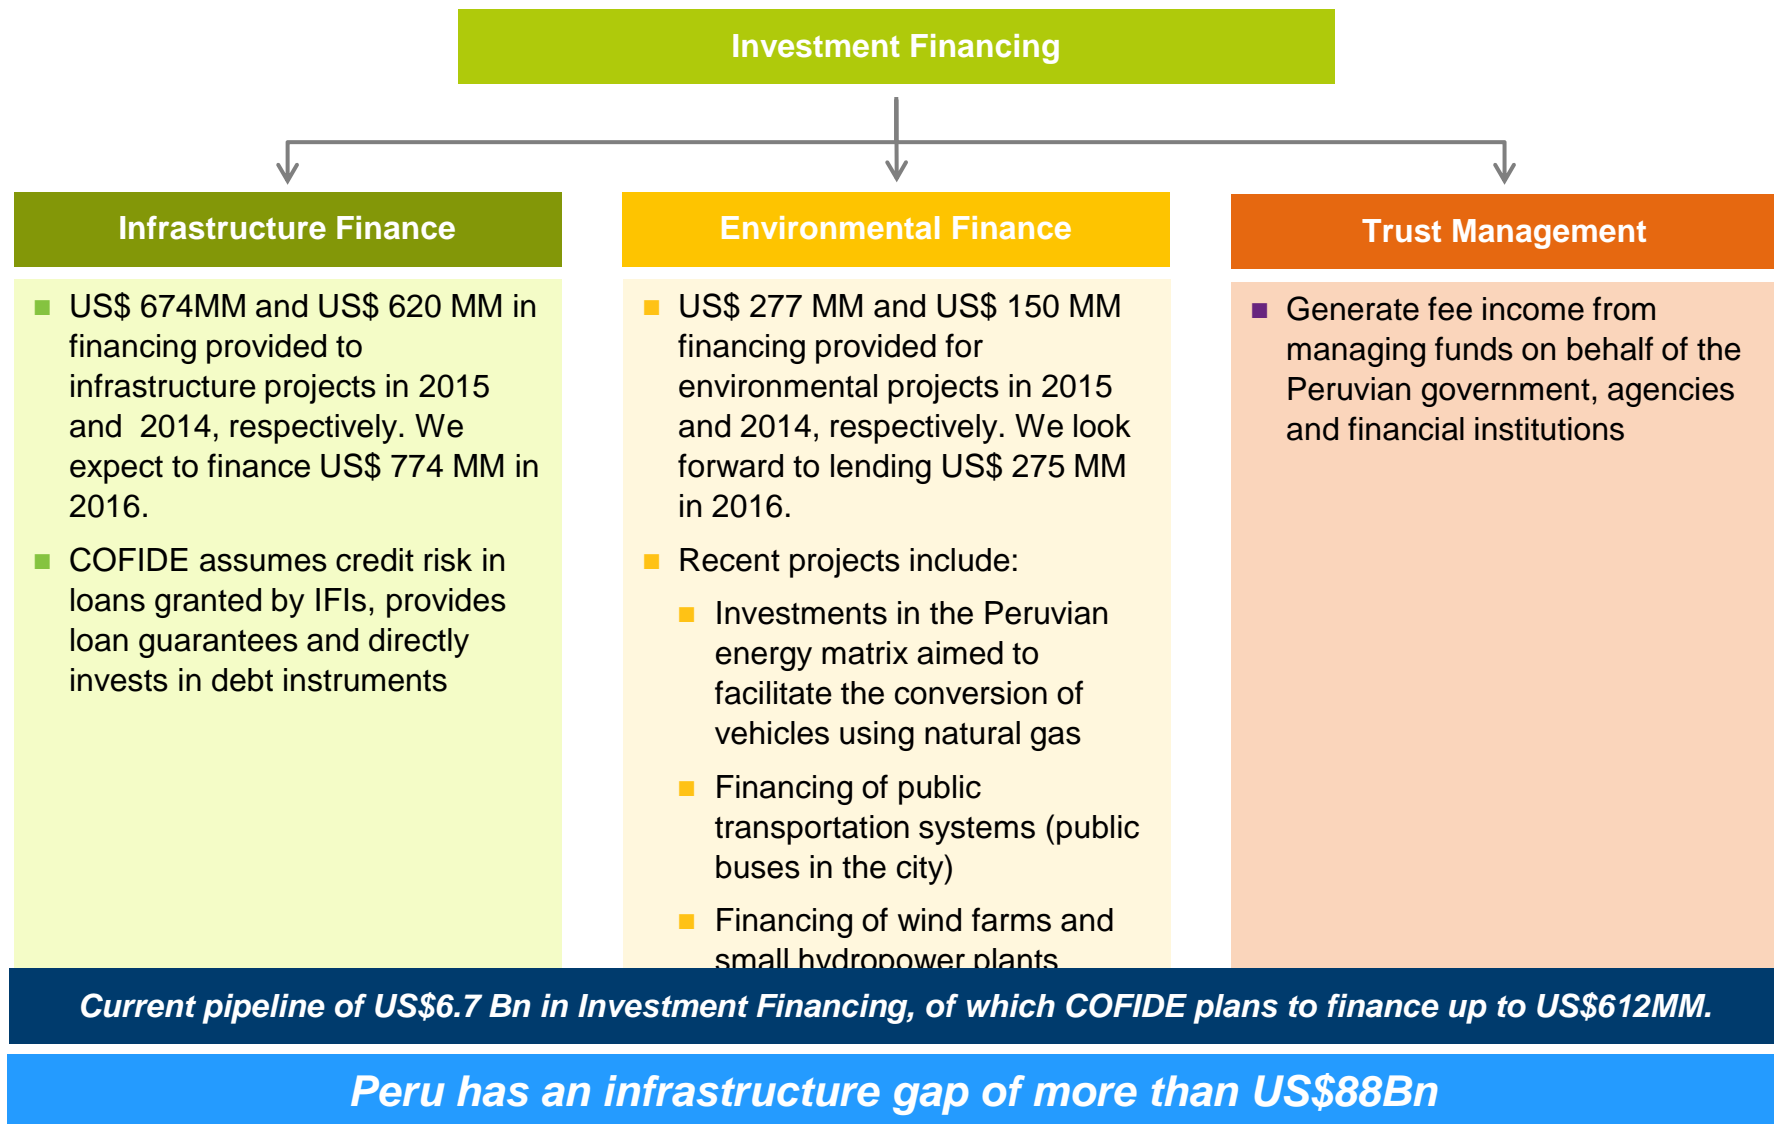 Investment Financing
Infrastructure Finance
US$ 674MM and US$ 620 MM in
financing provided to
infrastructure projects in 2015
and  2014, respectively. We
expect to finance US$ 774 MM in
2016.
COFIDE assumes credit risk in
loans granted by IFIs, provides
loan guarantees and directly
invests in debt instruments
Environmental Finance
US$ 277 MM and US$ 150 MM
financing provided for
environmental projects in 2015
and 2014, respectively. We look
forward to lending US$ 275 MM
in 2016.
Recent projects include:
Investments in the Peruvian
energy matrix aimed to
facilitate the conversion of
vehicles using natural gas
Financing of public
transportation systems (public
buses in the city)
Financing of wind farms and
small hydropower plants
Trust Management
Generate fee income from
managing funds on behalf of the
Peruvian government, agencies
and financial institutions
Current pipeline of US$6.7 Bn in Investment Financing, of which COFIDE plans to finance up to US$612MM.
Peru has an infrastructure gap of more than US$88Bn